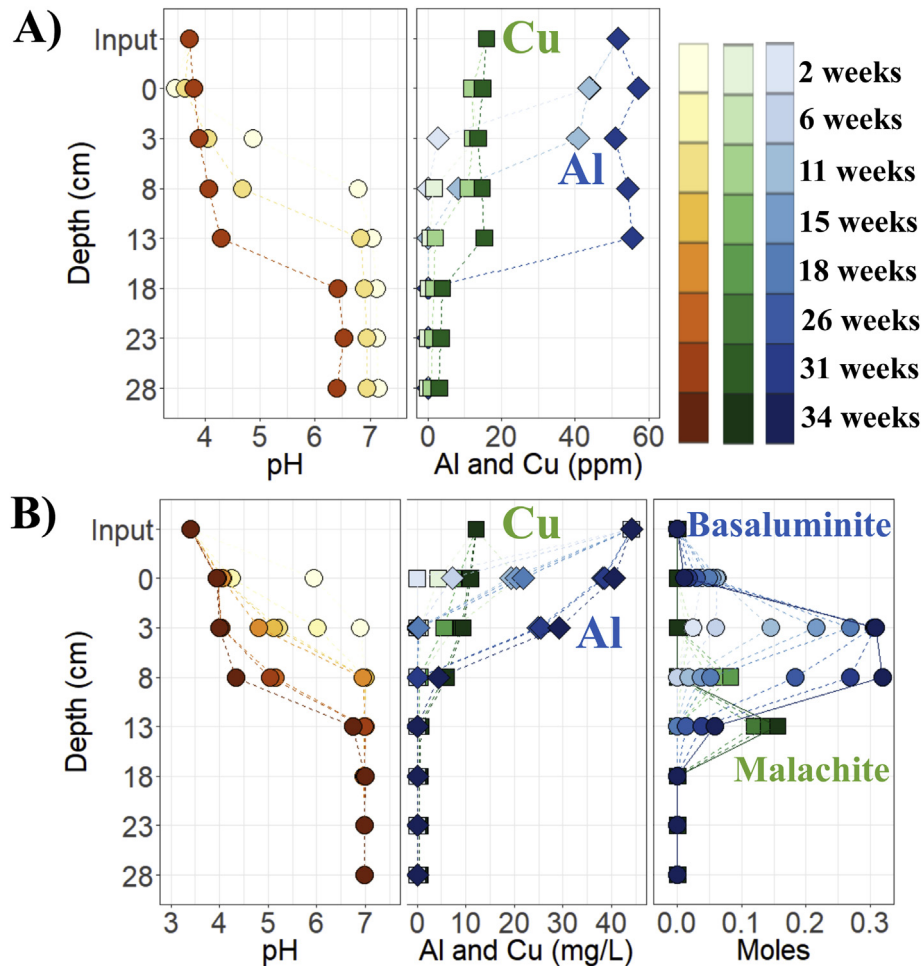 A)
Cu
Al
Input
0
3
8
13
18
23
28
Depth (cm)
4 5 6 7
pH
0 20 40 60
Al and Cu (ppm)
2 weeks
6 weeks
11 weeks
15 weeks
18 weeks
26 weeks
31 weeks
34 weeks
B)
Cu
Al
Basaluminite
Malachite
Input
0
3
8
13
18
23
28
Depth (cm)
3 4 5 6 7
pH
0 10 20 30 40
Al and Cu (mg/L)
0.0 0.1 0.2 0.3
Moles